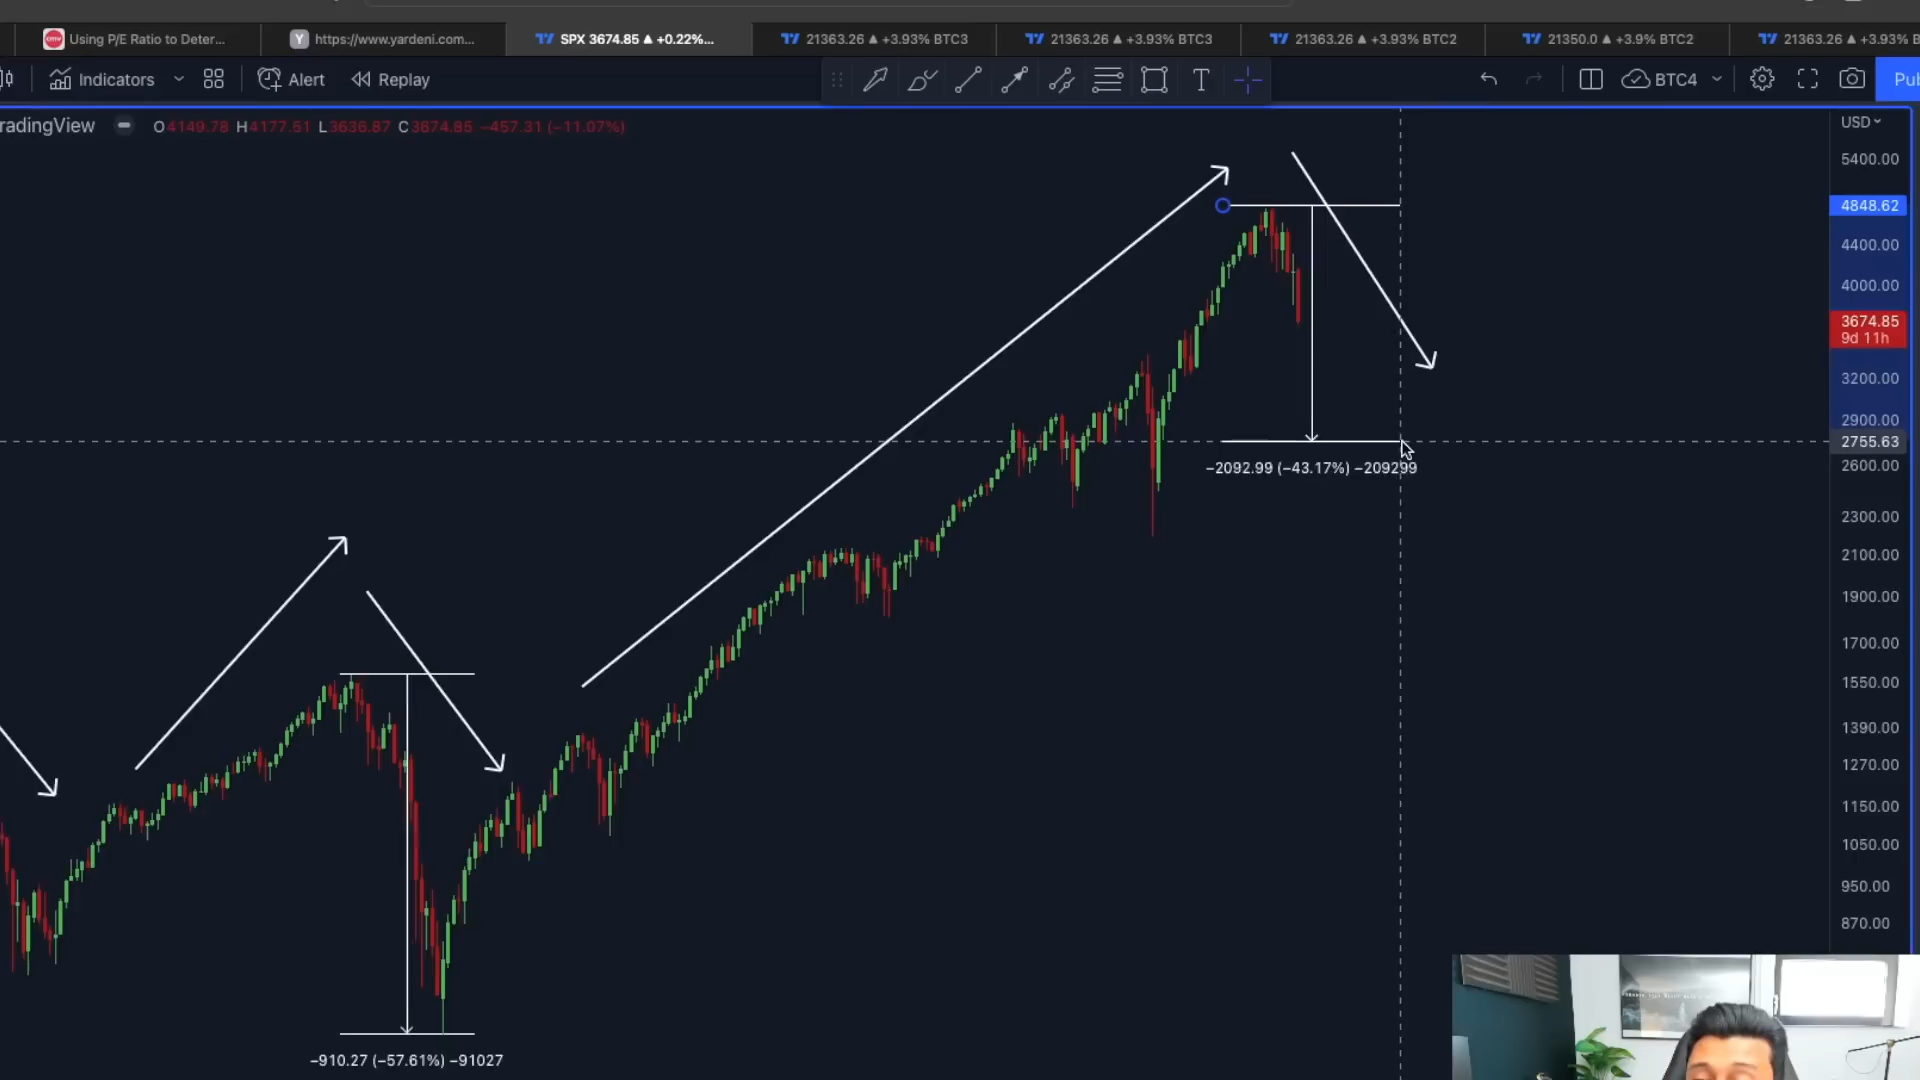 Using P/E Ratio to Deter...
Y https://www.yardeni.com...
SPX 3674.85 ▲ +0.22%...
21363.26 ▲ +3.93% BTC3
21363.26 ▲ +3.93% BTC3
21363.26 ▲ +3.93% BTC2
21350.0 ▲ +3.9% BTC2
21363.26 ▲ +3.93% B
Indicators
Alert
Replay
T
BTC4
Pub
radingView
O4149.78 H4177.51 L3636.87 C3674.85 −457.31 (−11.07%)
USD
5400.00
4848.62
4400.00
4000.00
3674.85
9d 11h
3200.00
2900.00
2755.63
2600.00
−2092.99 (−43.17%) −209299
2300.00
2100.00
1900.00
1700.00
1550.00
1390.00
1270.00
1150.00
1050.00
950.00
870.00
−910.27 (−57.61%) −91027